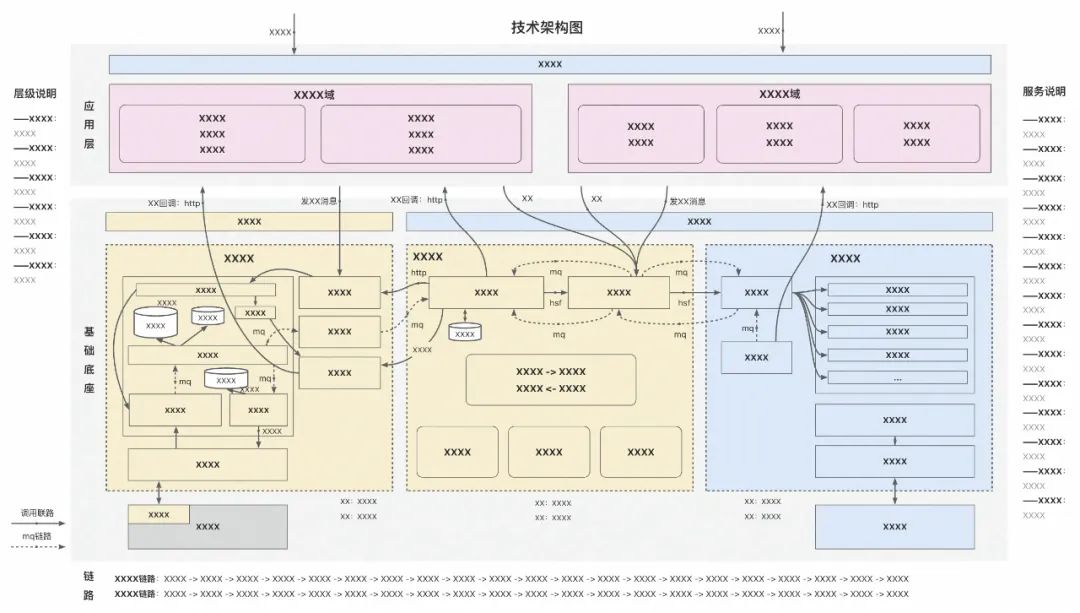 技术架构图
XXXX
XXXX
XXXX
层级说明
——XXXX：
XXXX
——XXXX：
XXXX
——XXXX：
XXXX
——XXXX：
XXXX
——XXXX：
XXXX
——XXXX：
XXXX
应用层
XXXX域
XXXX
XXXX
XXXX
XXXX
XXXX
XXXX
XXXX域
XXXX
XXXX
XXXX
XXXX
XXXX
XXXX
XX回调：http
发XX消息
XX回请：http
XX
XX
发XX消息
XX回调：http
基础底座
XXXX
XXXX
XXXX
XXXX
XXXX
XXXX
XXXX
XXXX
XXXX
mq
XXXX
XXXX
XXXX
mq
mq
XXXX
XXXX
XXXX
XXXX
XXXX
XXXX
XXXX
XXXX
http
mq
XXXX
XXXX
XXXX
mq
hsf
mq
XXXX
XXXX
XXXX -> XXXX
XXXX <- XXXX
XXXX
XXXX
XXXX
mq
hsf
mq
XXXX
XXXX
mq
XXXX
XXXX
XXXX
XXXX
XXXX
XXXX
...
XXXX
XXXX
XX：XXXX
XX：XXXX
XX：XXXX
XX：XXXX
XX：XXXX
XX：XXXX
XXXX
XXXX
XXXX
调用联路
mq链路
服务说明
——XXXX：
XXXX
——XXXX：
XXXX
——XXXX：
XXXX
——XXXX：
XXXX
——XXXX：
XXXX
——XXXX：
XXXX
——XXXX：
XXXX
——XXXX：
XXXX
——XXXX：
XXXX
——XXXX：
XXXX
——XXXX：
XXXX
——XXXX：
XXXX
——XXXX：
XXXX
——XXXX：
XXXX
链路
XXXX链路：XXXX -> XXXX -> XXXX -> XXXX -> XXXX -> XXXX -> XXXX -> XXXX -> XXXX -> XXXX -> XXXX -> XXXX -> XXXX -> XXXX -> XXXX -> XXXX -> XXXX -> XXXX -> XXXX -> XXXX -> XXXX
XXXX链路：XXXX -> XXXX -> XXXX -> XXXX -> XXXX -> XXXX -> XXXX -> XXXX -> XXXX -> XXXX -> XXXX -> XXXX -> XXXX -> XXXX -> XXXX -> XXXX -> XXXX -> XXXX -> XXXX -> XXXX -> XXXX